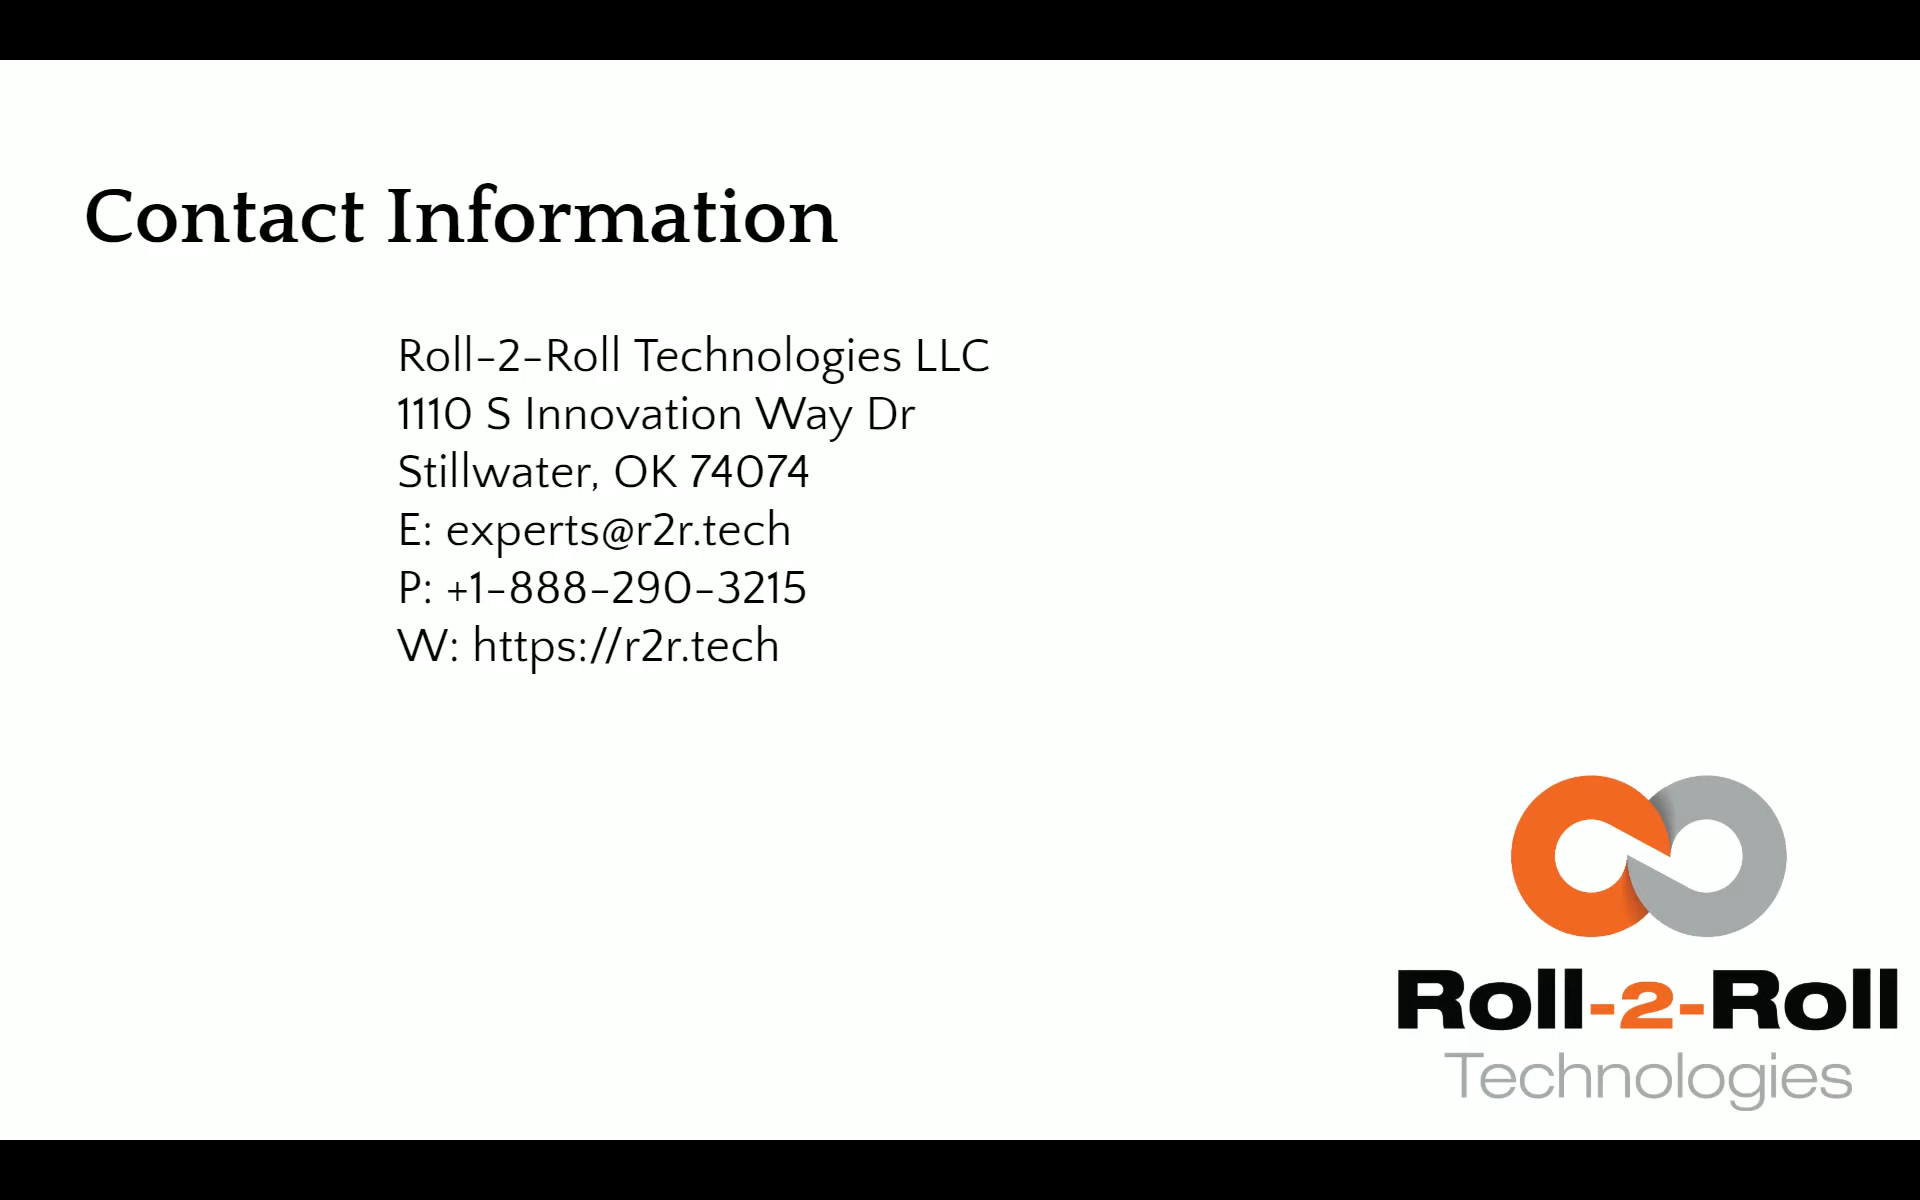 Contact Information
Roll-2-Roll Technologies LLC
1110 S Innovation Way Dr
Stillwater, OK 74074
E: experts@r2r.tech
P: +1-888-290-3215
W: https://r2r.tech
Roll-2-Roll
Technologies